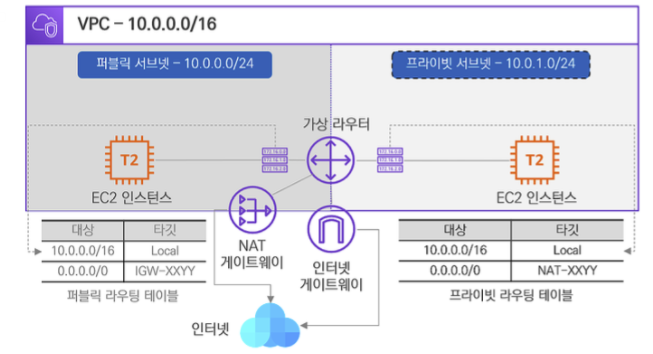 VPC – 10.0.0.0/16
퍼블릭 서브넷 – 10.0.0.0/24
프라이빗 서브넷 – 10.0.1.0/24
가상 라우터
T2
T2
EC2 인스턴스
EC2 인스턴스
NAT
게이트웨이
인터넷
게이트웨이
대상 타깃
10.0.0.0/16 Local
0.0.0.0/0 IGW-XXYY
퍼블릭 라우팅 테이블
대상 타깃
10.0.0.0/16 Local
0.0.0.0/0 NAT-XXYY
프라이빗 라우팅 테이블
인터넷